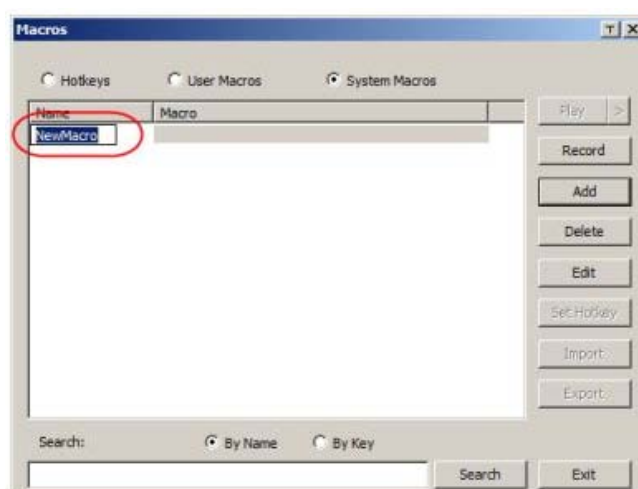 Macros
T X
Hotkeys User Macros System Macros
Name Macro
Play >
NewMacro
Record
Add
Delete
Edit
Set Hotkey
Import
Export
Search: By Name By Key
Search Exit